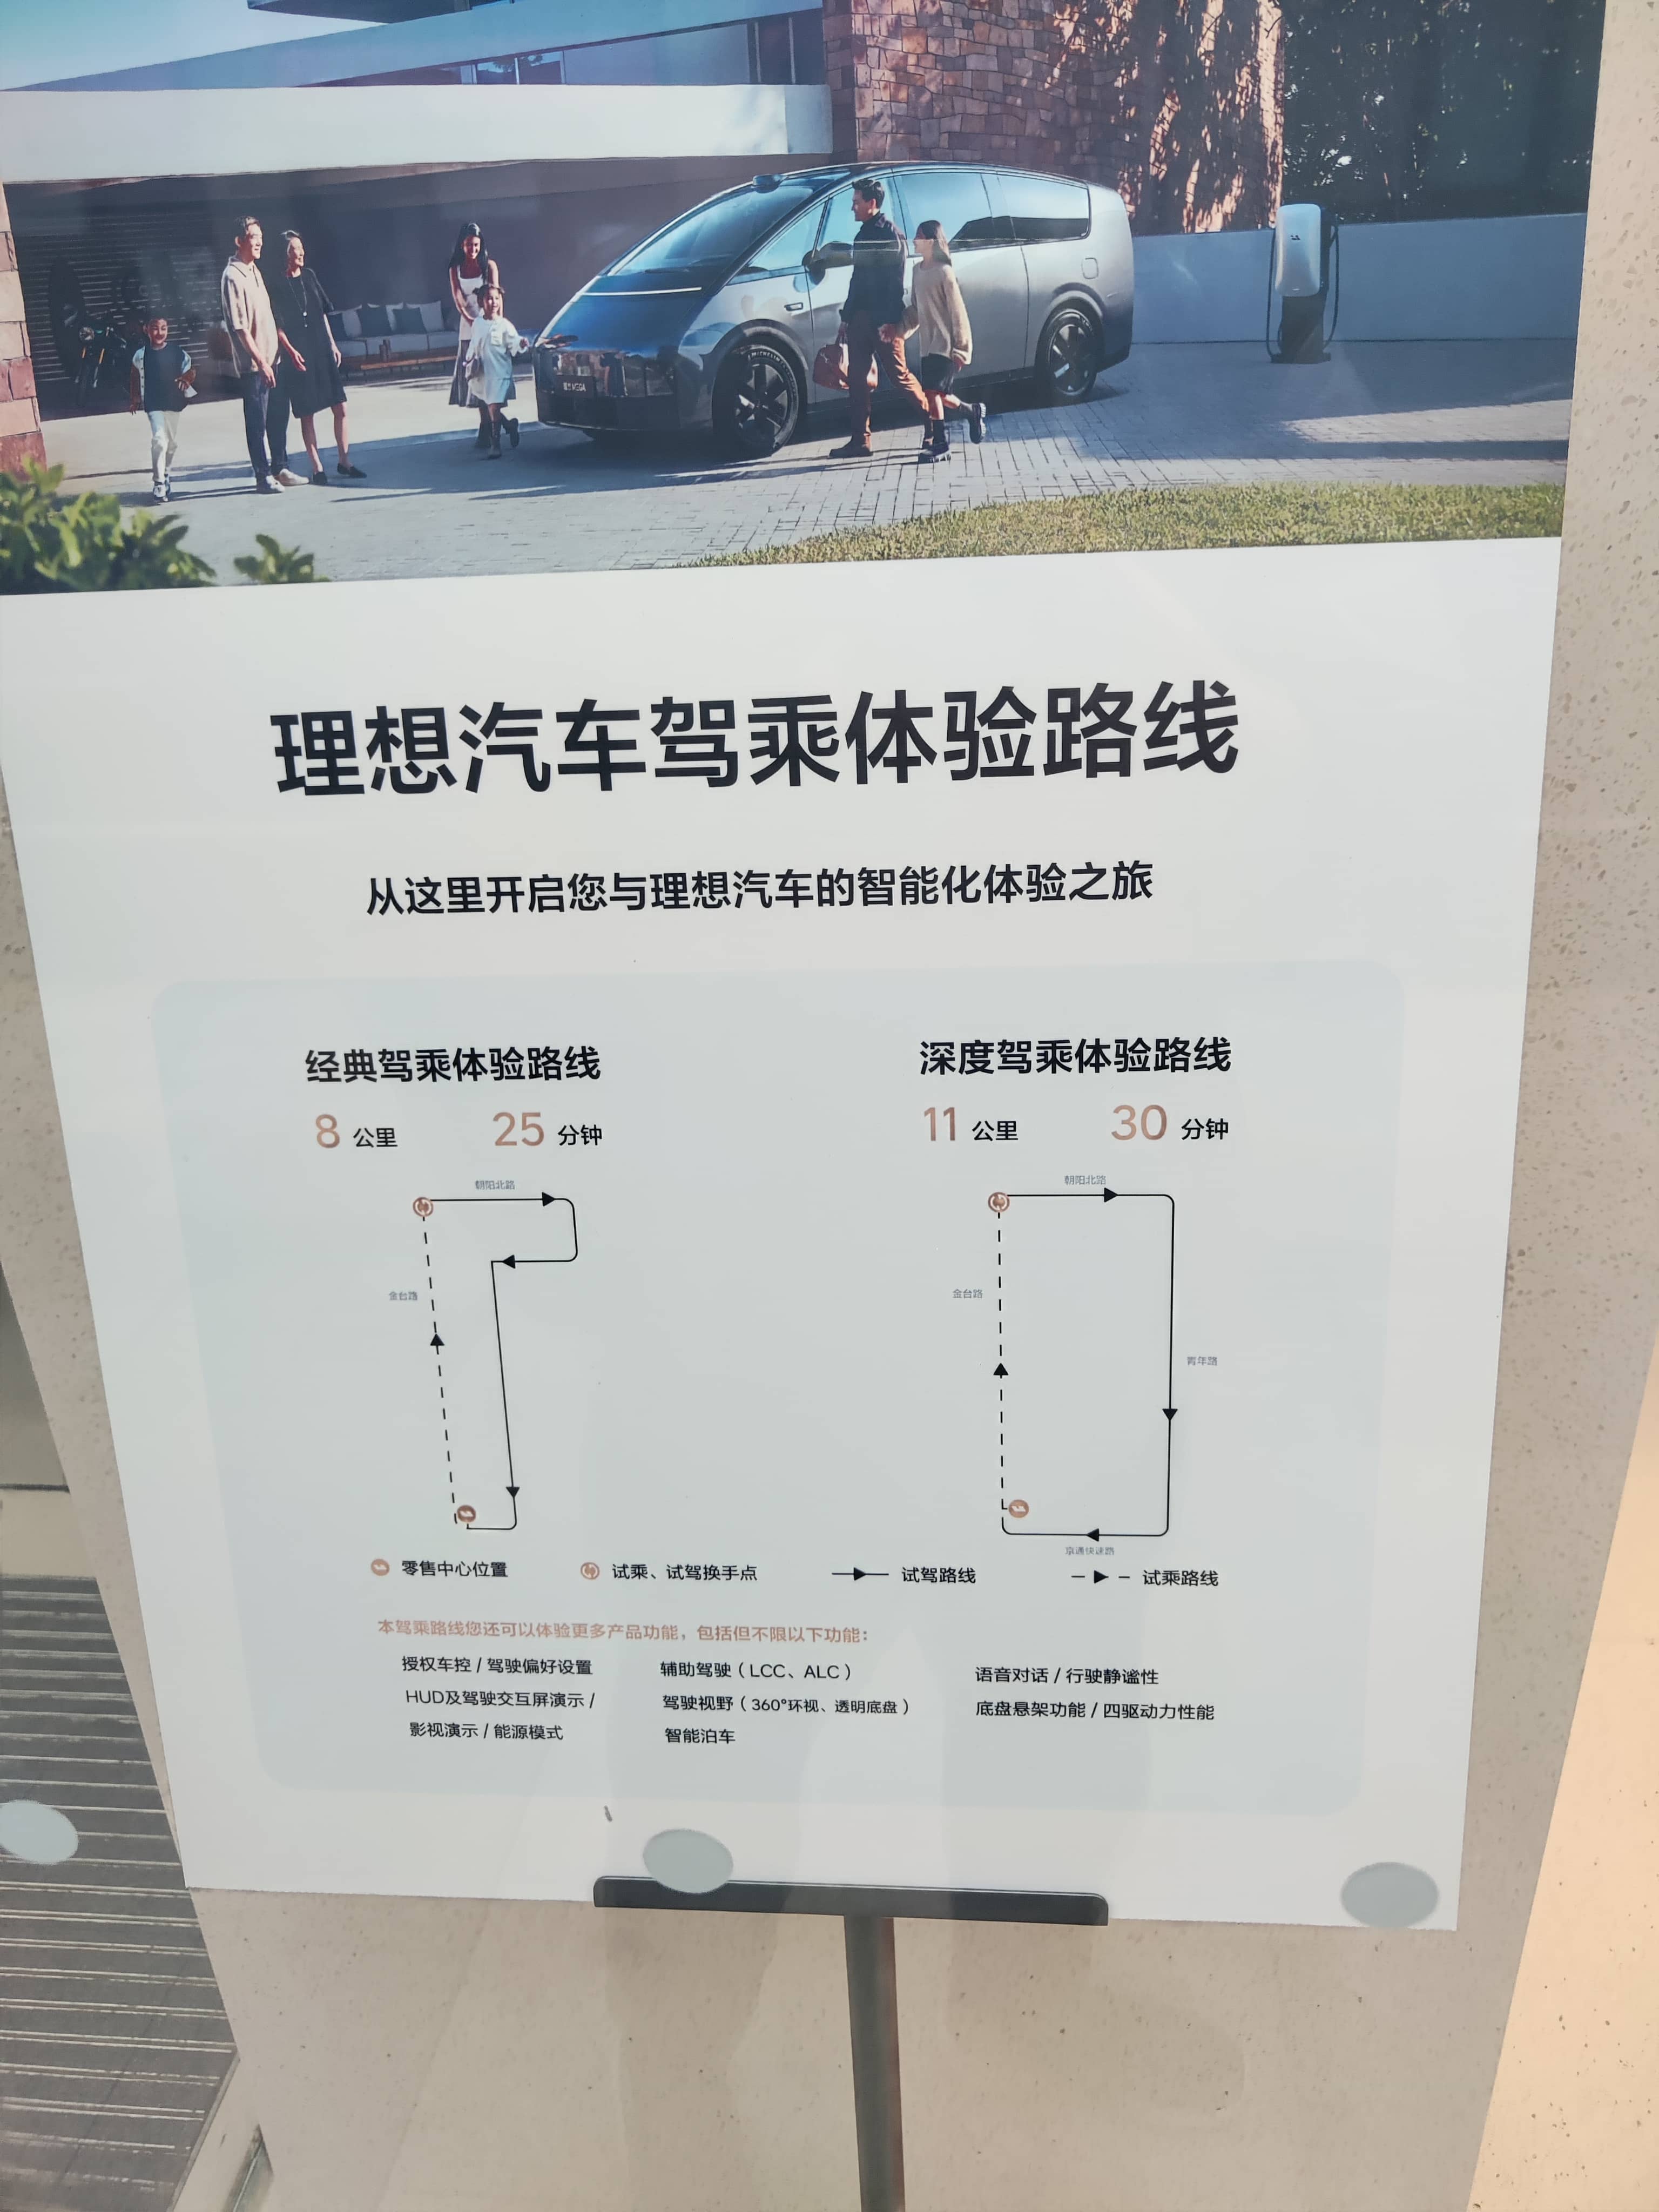 理想汽车驾乘体验路线
从这里开启您与理想汽车的智能化体验之旅
经典驾乘体验路线
8 公里 25 分钟
朝阳北路
金台路
深度驾乘体验路线
11 公里 30 分钟
朝阳北路
金台路
青年路
京通快速路
零售中心位置 试乘、试驾换手点 试驾路线 试乘路线
本驾乘路线您还可以体验更多产品功能，包括但不限以下功能：
授权车控 / 驾驶偏好设置
HUD及驾驶交互屏演示 /
影视演示 / 能源模式
辅助驾驶（LCC、ALC）
驾驶视野（360°环视、透明底盘）
智能泊车
语音对话 / 行驶静谧性
底盘悬架功能 / 四驱动力性能